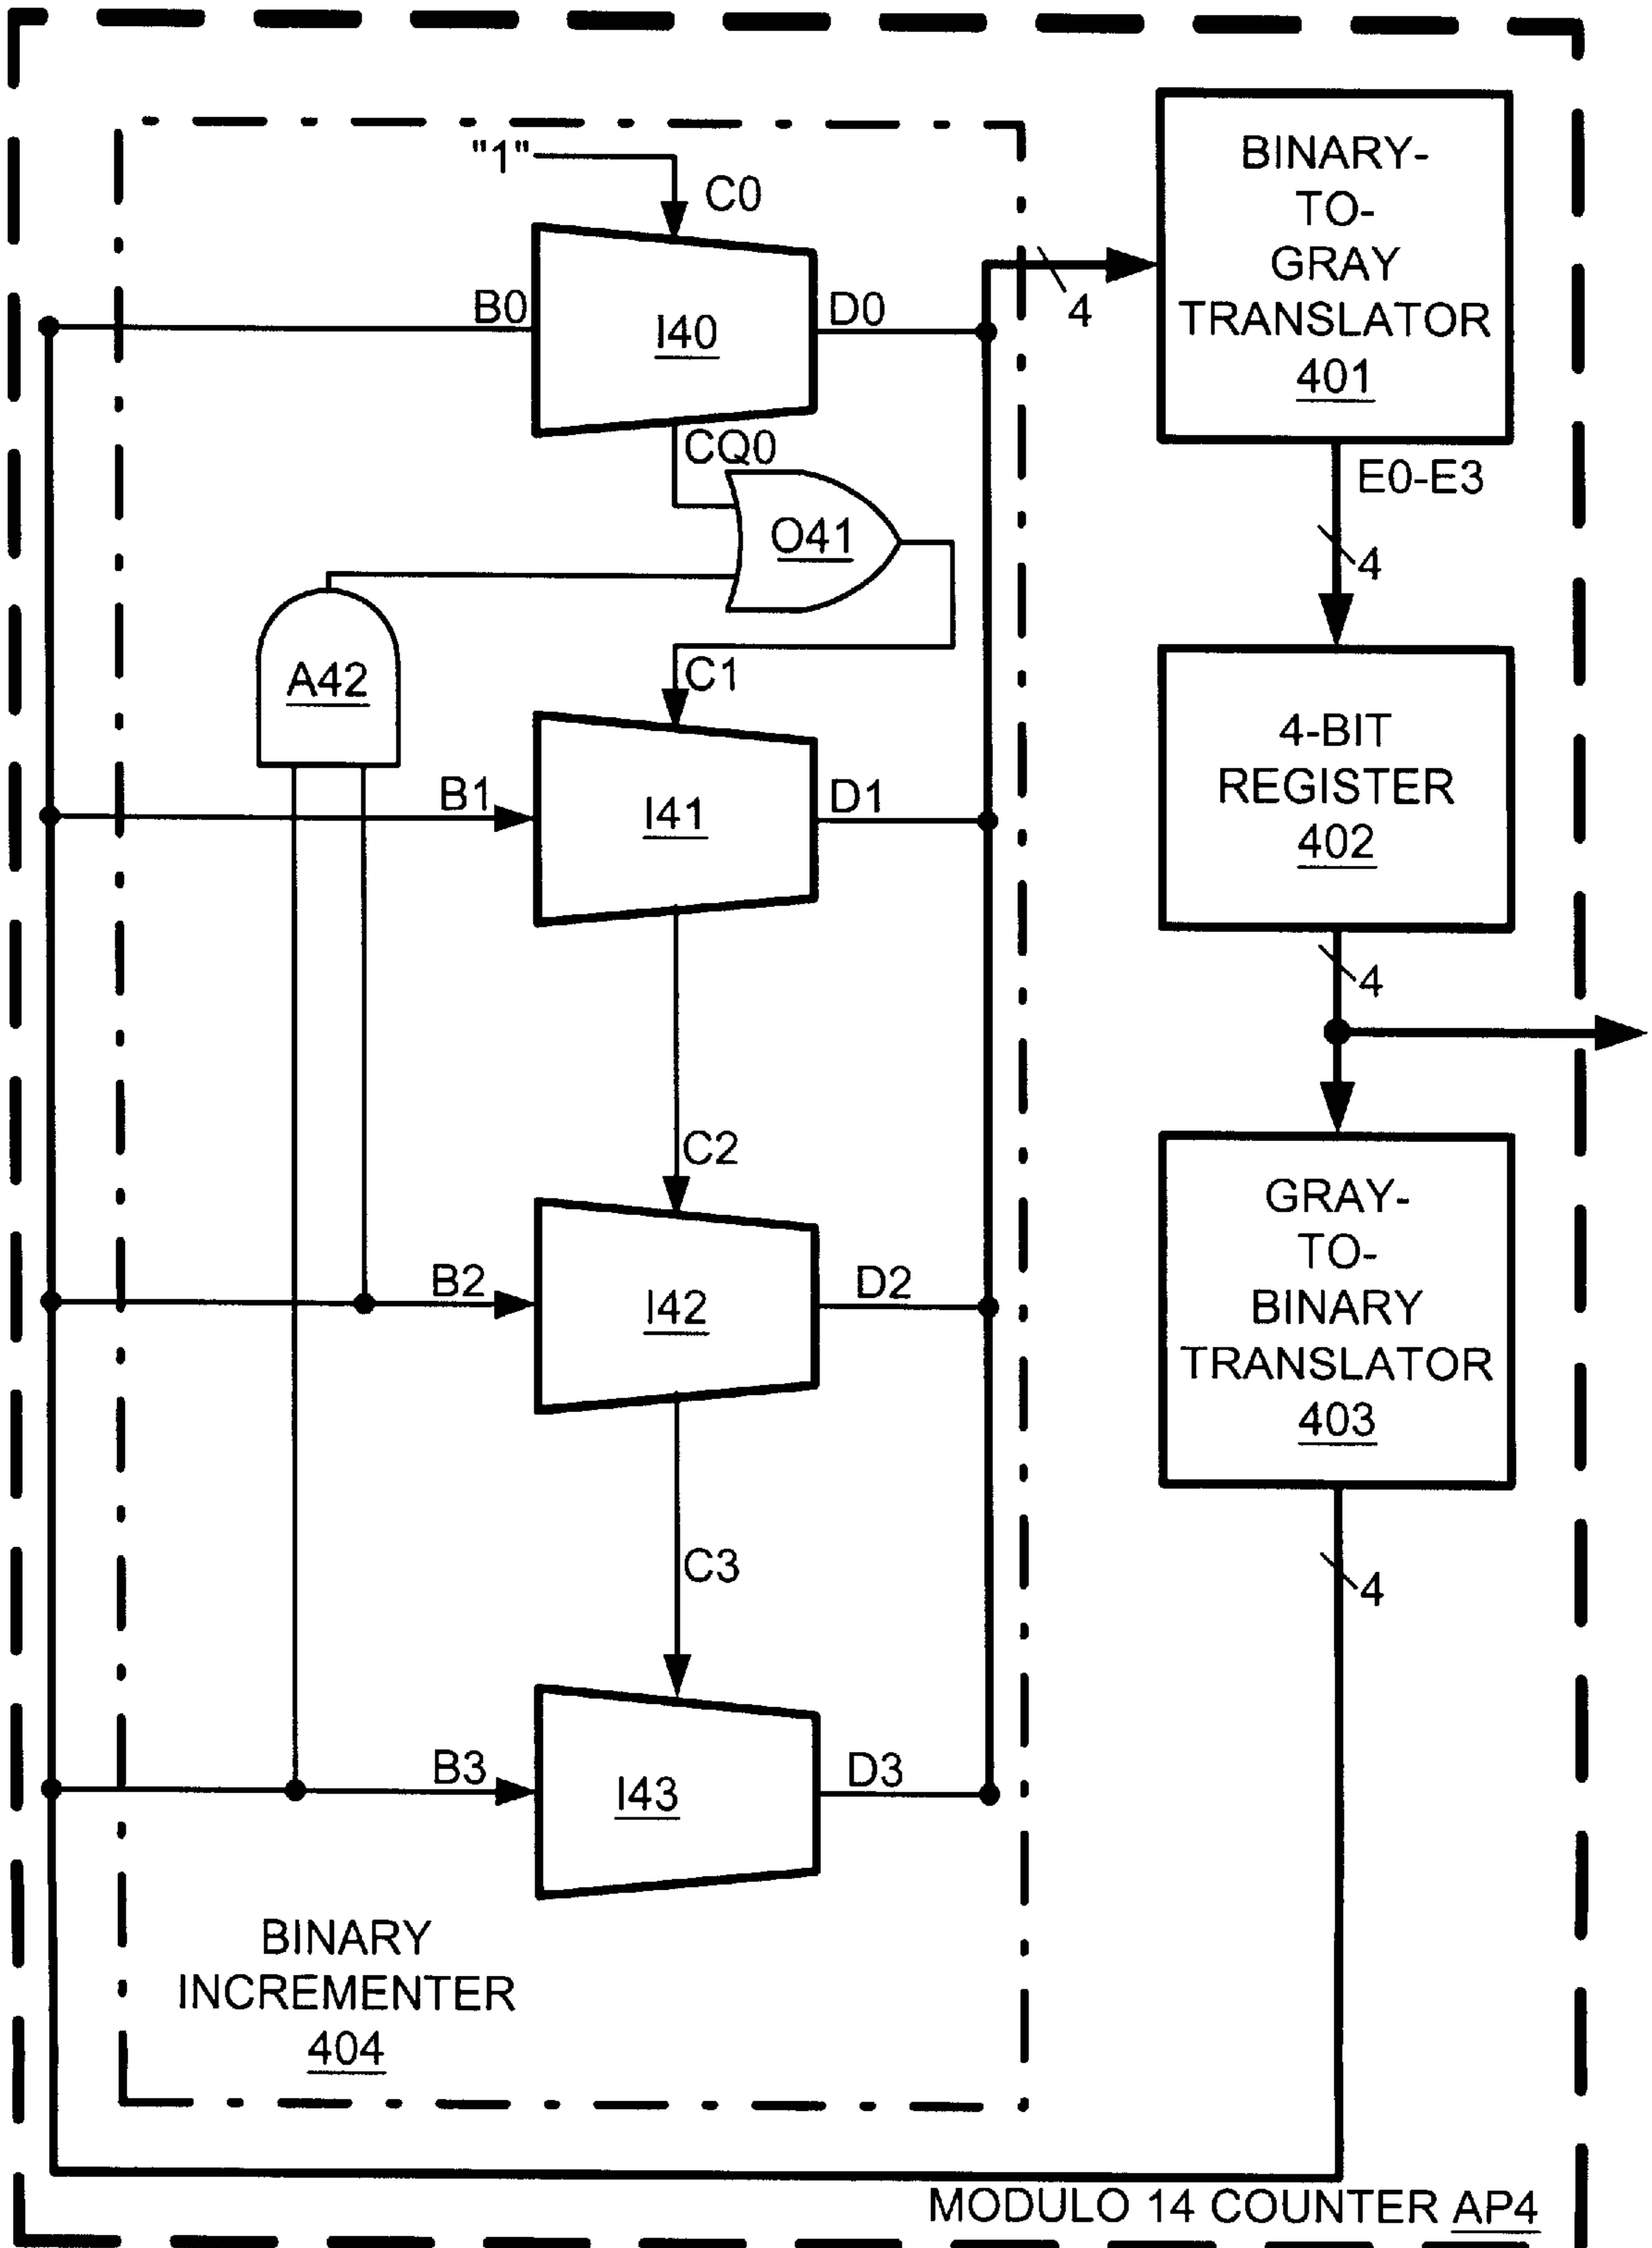 "1"
C0
B0
I40
D0
4
BINARY-
TO-
GRAY
TRANSLATOR
401
CQ0
E0-E3
O41
4
A42
C1
4-BIT
REGISTER
402
B1
I41
D1
4
C2
GRAY-
TO-
BINARY
TRANSLATOR
403
B2
I42
D2
C3
4
B3
I43
D3
BINARY
INCREMENTER
404
MODULO 14 COUNTER AP4